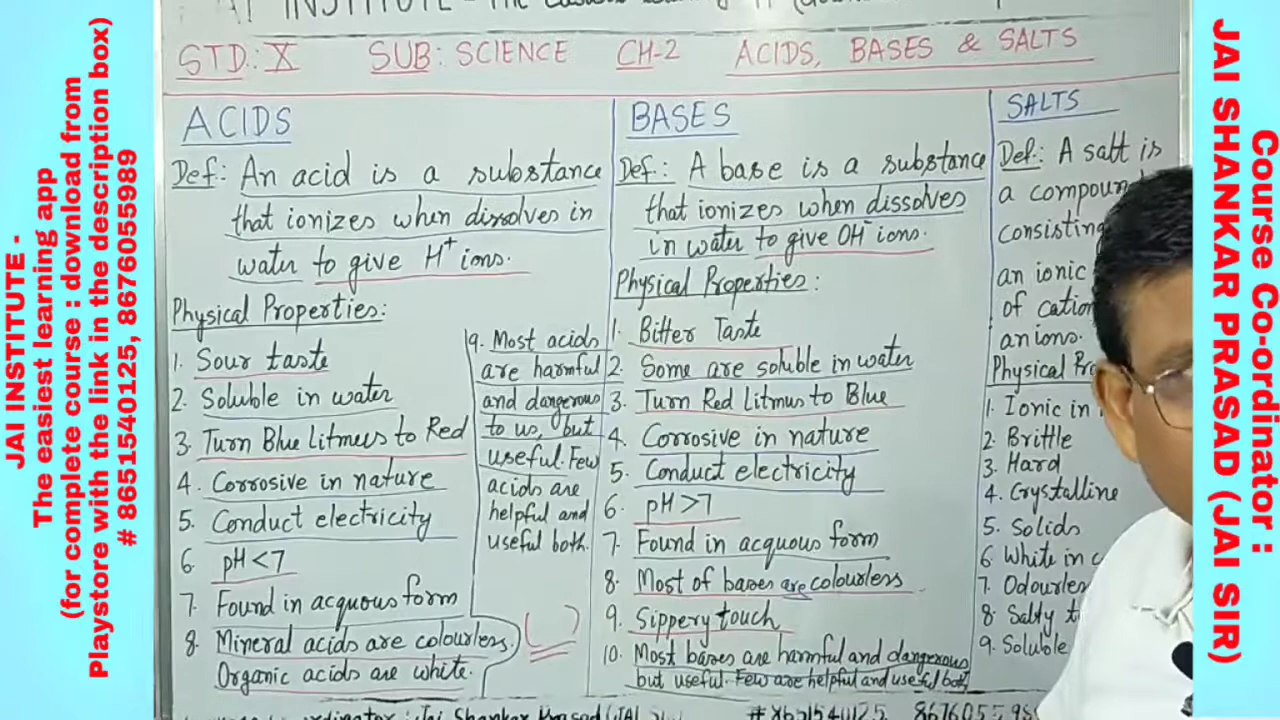 JAI INSTITUTE -
The easiest learning app
(for complete course : download from
Playstore with the link in the description box)
# 8651540125, 8676055989
INSTITUTE - The
STD: X SUB: SCIENCE CH-2 ACIDS, BASES & SALTS
ACIDS
Def: An acid is a substance
that ionizes when dissolves in
water to give H+ ions.
Physical Properties:
1. Sour taste
2. Soluble in water
3. Turn Blue Litmus to Red
4. Corrosive in nature
5. Conduct electricity
6. pH < 7
7. Found in acquous form
8. Mineral acids are colourless.
Organic acids are white.
9. Most acids
are harmful
and dangerous
to us, but
useful. Few
acids are
helpful and
useful both.
BASES
Def: A base is a substance
that ionizes when dissolves
in water to give OH- ions.
Physical Properties:
1. Bitter Taste
2. Some are soluble in water
3. Turn Red Litmus to Blue
4. Corrosive in nature
5. Conduct electricity
6. pH > 7
7. Found in acquous form
8. Most of bases are colourless.
9. Sippery touch
10. Most bases are harmful and dangerous
but useful. Few are helpful and useful both
SALTS
Def: A salt is
a compound
consisting
an ionic
of cation
anions.
Physical Pro
1. Ionic in
2. Brittle
3. Hard
4. Crystalline
5. Solids
6. White in c
7. Odourles
8. Salty t
9. Soluble
ordinator : Jai Shankar Prasad (JAI # 8651540125, 867605598
Course Co-ordinator :
JAI SHANKAR PRASAD (JAI SIR)